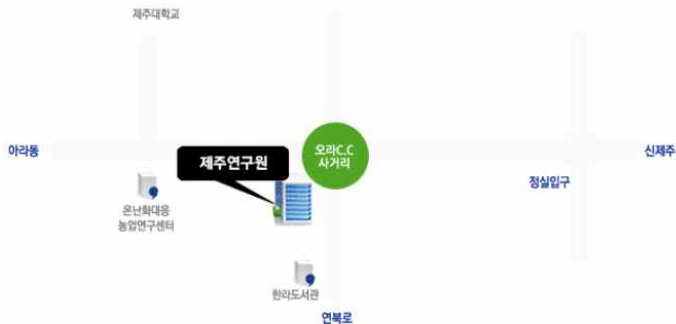 제주대학교
아라동
제주연구원
오라C.C
사거리
신제주
정실입구
온난화대응
농업연구센터
한라도서관
연북로